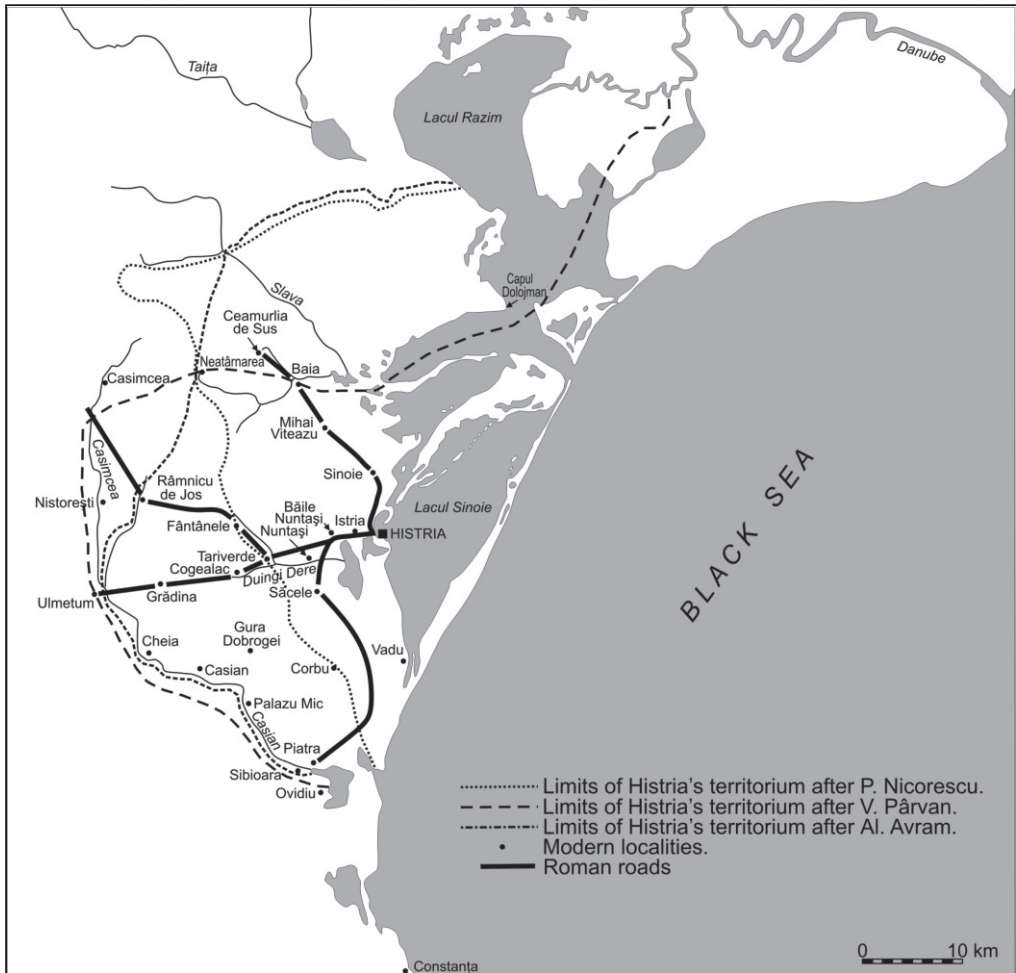 Danube
Taița
Lacul Razim
Capul
Dolojman
Slava
Ceamurlia
de Sus
Neatârnarea
Baia
Casimcea
Mihai
Viteazu
Casimcea
Sinoie
Râmnicu
de Jos
Nistorești
Lacul Sinoie
Băile
Nuntași
Istria
Fântânele
Nuntași
HISTRIA
BLACK SEA
Tariverde
Cogealac
Duingi Dere
Ulmetum
Grădina
Săcele
Gura
Dobrogei
Cheia
Vadu
Casian
Corbu
Palazu Mic
Casian
Piatra
Sibioara
Ovidiu
Limits of Histria's territorium after P. Nicorescu.
Limits of Histria's territorium after V. Pârvan.
Limits of Histria's territorium after Al. Avram.
Modern localities.
Roman roads
0 10 km
Constanța